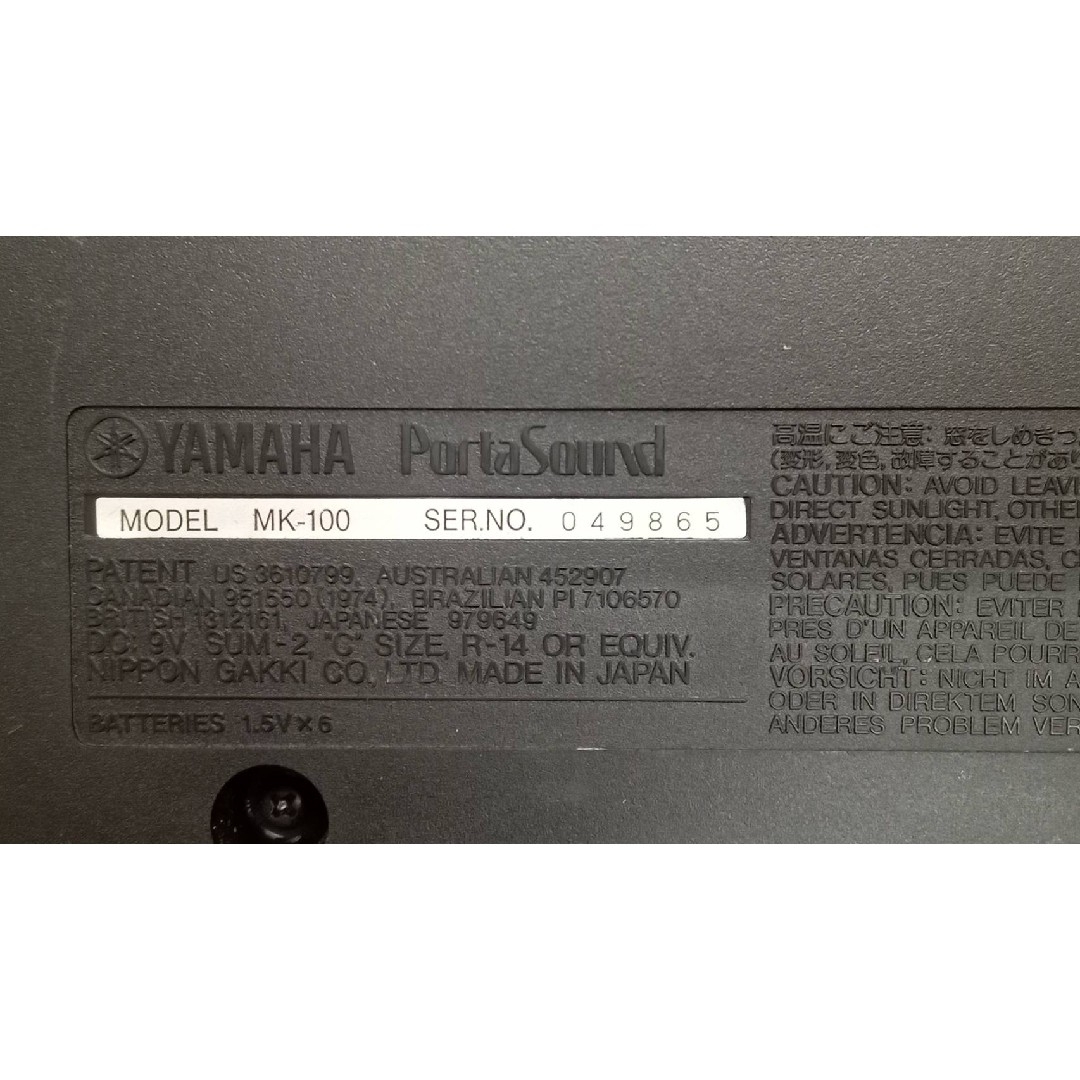 YAMAHA PortaSound
MODEL MK-100 SER.NO. 049865
PATENT US 3610799, AUSTRALIAN 452907
CANADIAN 951550 (1974), BRAZILIAN PI 7106570
BRITISH 1312161, JAPANESE 979649
DC: 9V SUM-2, "C" SIZE, R-14 OR EQUIV.
NIPPON GAKKI CO., LTD. MADE IN JAPAN
BATTERIES 1.5V×6
高温にご注意: 窓をしめきっ
(変形, 変色, 故障することがあり
CAUTION: AVOID LEAVI
DIRECT SUNLIGHT, OTHE
ADVERTENCIA: EVITE
VENTANAS CERRADAS, C
SOLARES, PUES PUEDE
PRECAUTION: EVITER
PRES D'UN APPAREIL DE
AU SOLEIL, CELA POURR
VORSICHT: NICHT IM A
ODER IN DIREKTEM SON
ANDERES PROBLEM VER